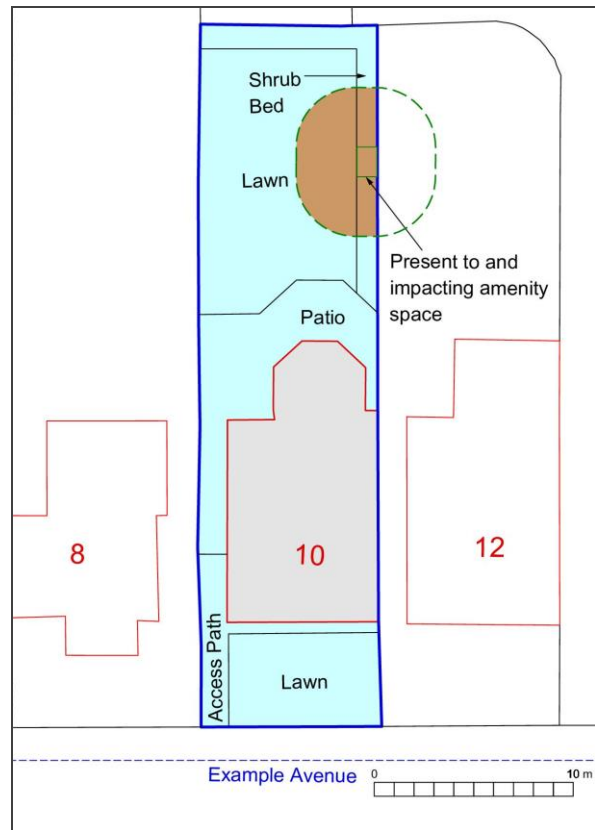 Shrub
Bed
Lawn
Present to and
impacting amenity
space
Patio
8
10
12
Access Path
Lawn
Example Avenue
0
10 m